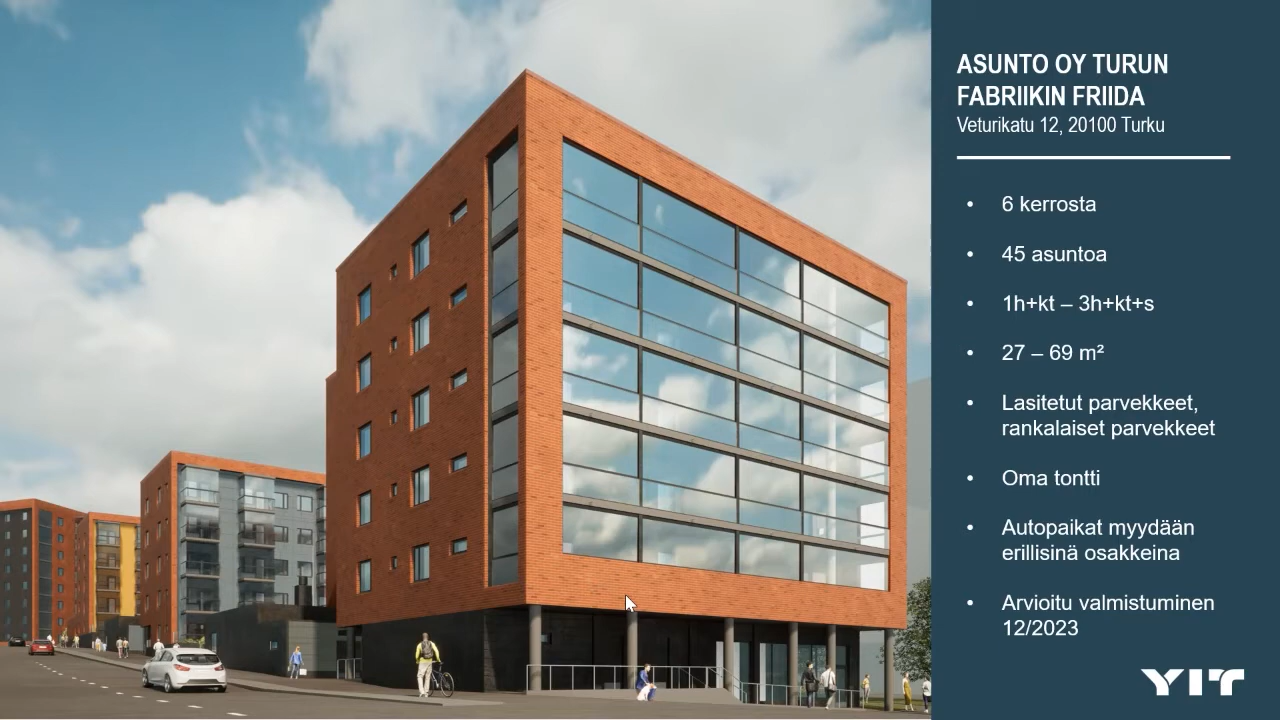 ASUNTO OY TURUN
FABRIIKIN FRIIDA
Veturikatu 12, 20100 Turku
• 6 kerrosta
• 45 asuntoa
• 1h+kt – 3h+kt+s
• 27 – 69 m²
• Lasitetut parvekkeet,
rankalaiset parvekkeet
• Oma tontti
• Autopaikat myydään
erillisinä osakkeina
• Arvioitu valmistuminen
12/2023
YIT